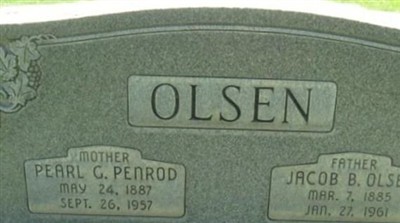 OLSEN
MOTHER
PEARL G. PENROD
MAY 24, 1887
SEPT. 26, 1957
FATHER
JACOB B. OLSE
MAR. 7, 1885
JAN. 27, 1961